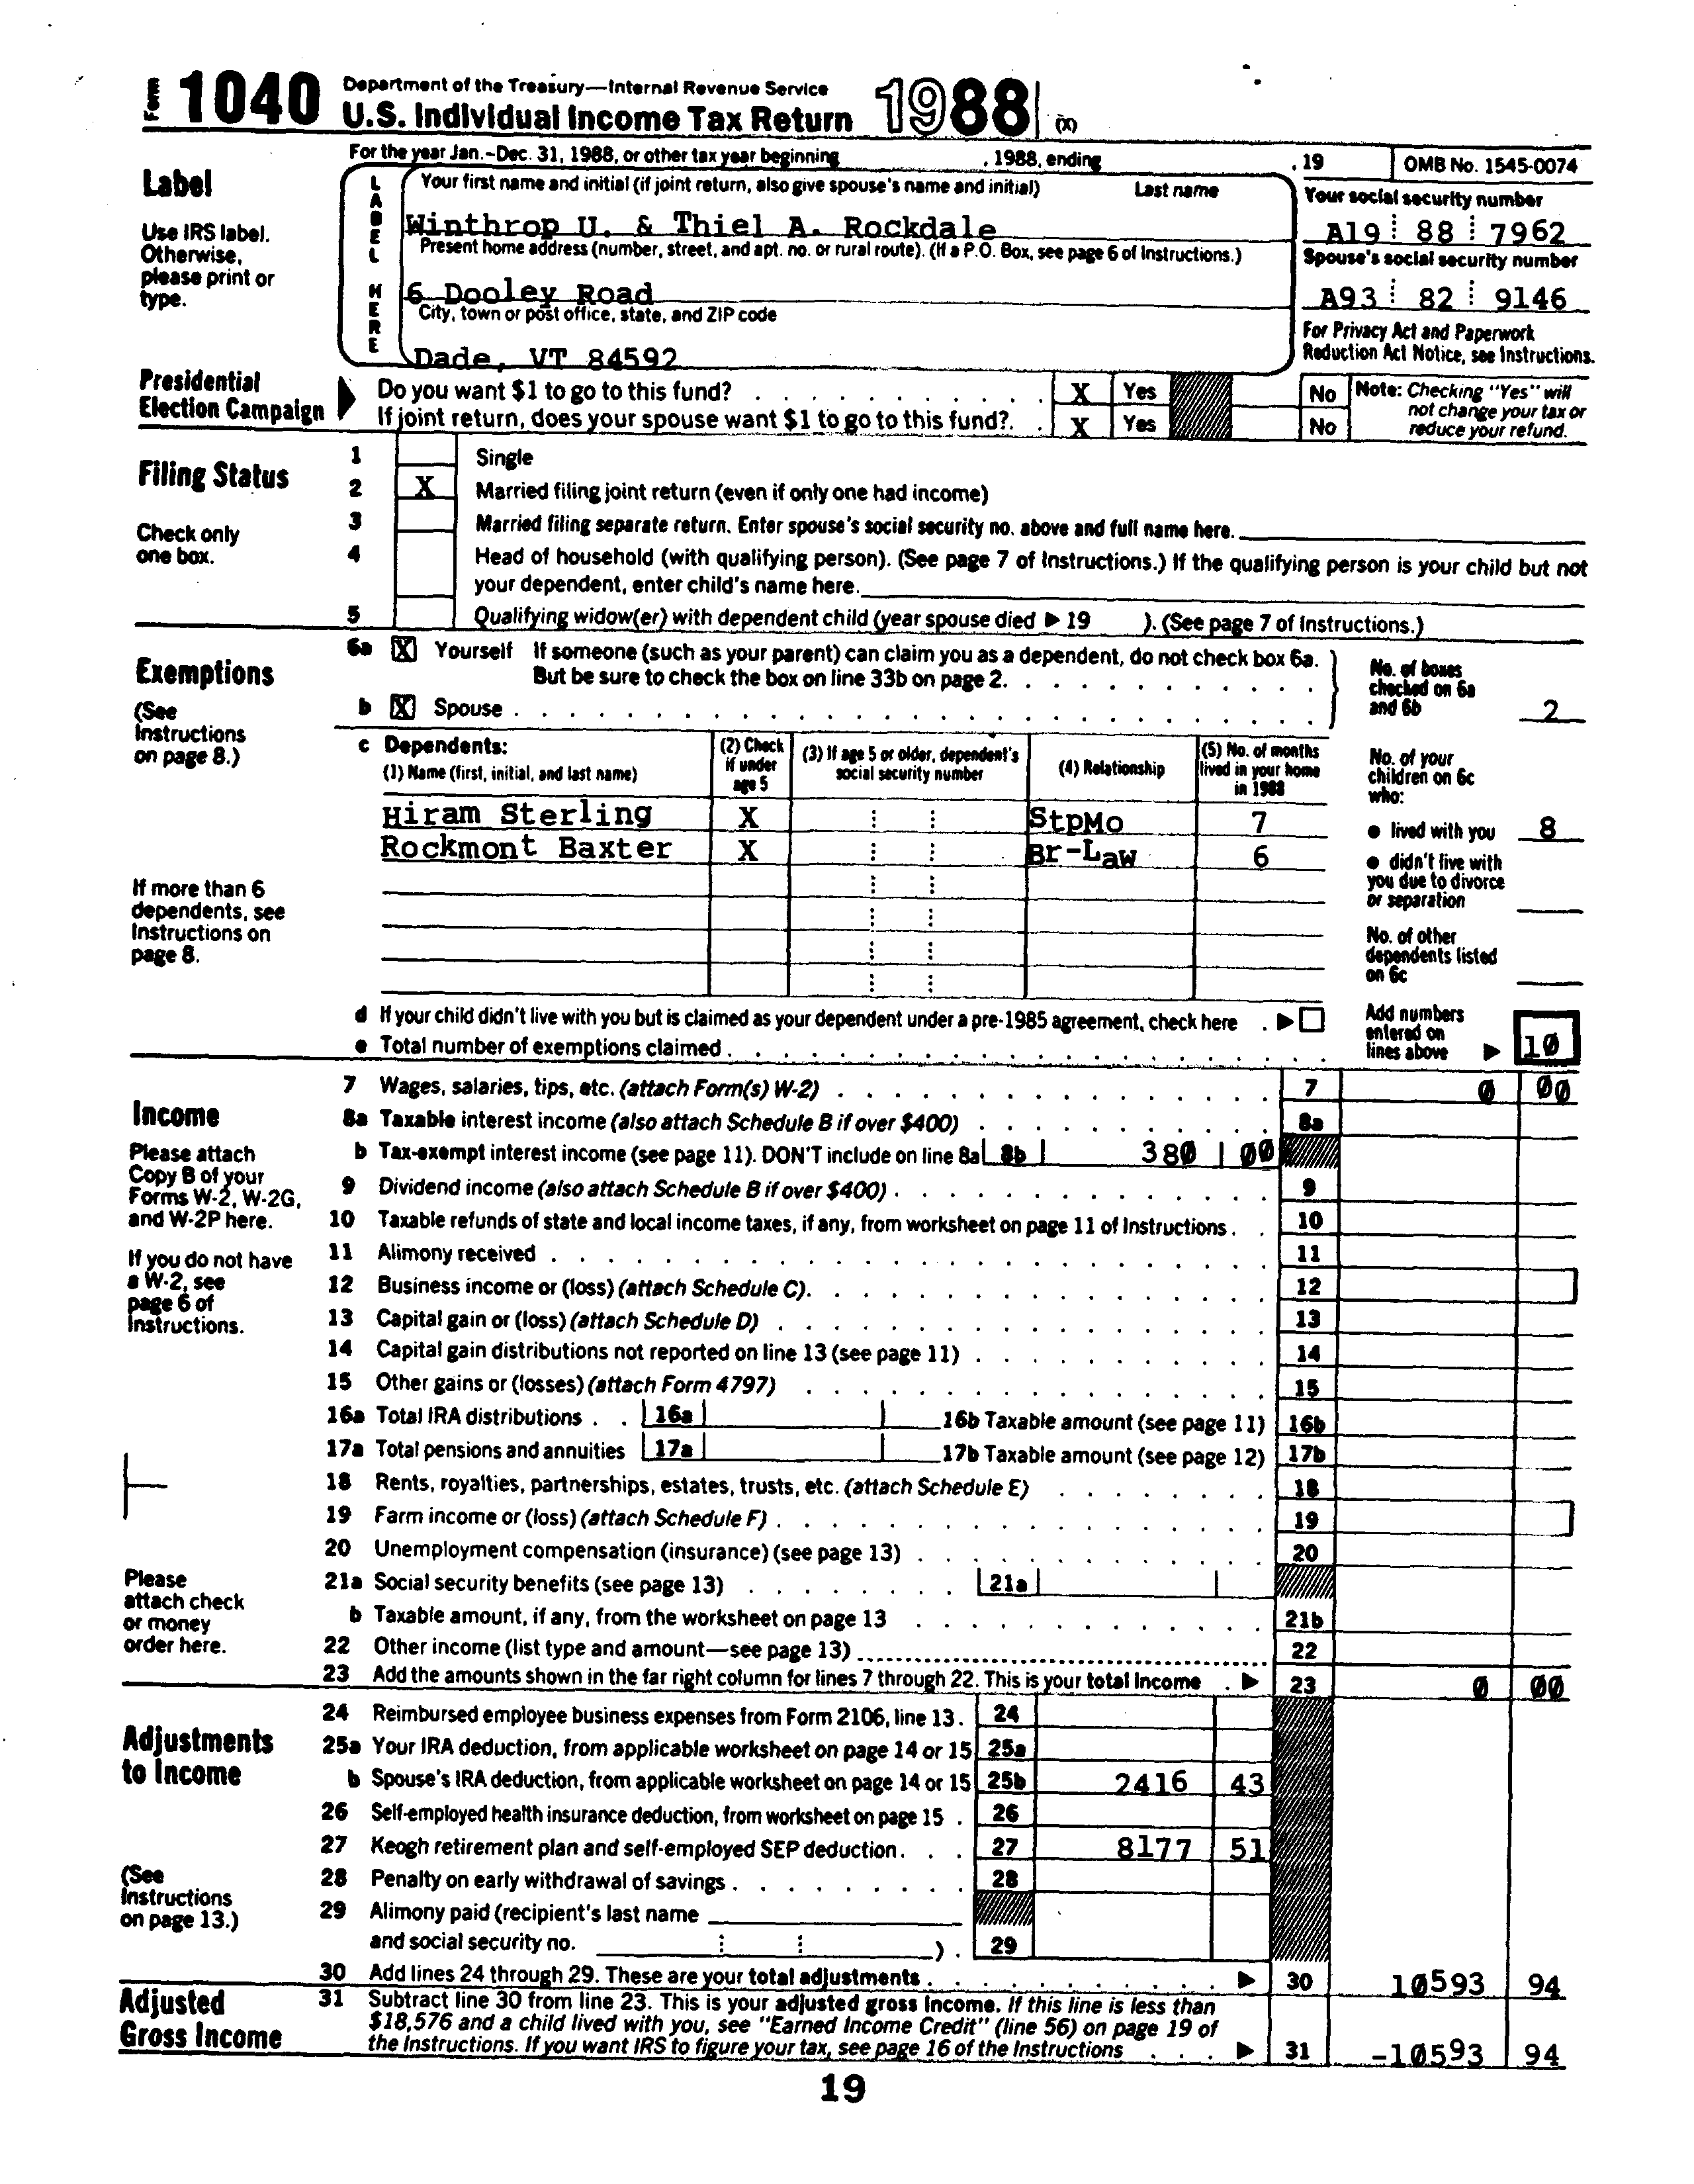 Form 1040 Department of the Treasury—Internal Revenue Service
U.S. Individual Income Tax Return 1988 (X)
For the year Jan.-Dec. 31, 1988, or other tax year beginning , 1988, ending , 19 OMB No. 1545-0074
Label
Use IRS label.
Otherwise,
please print or
type.
LABEL HERE
Your first name and initial (if joint return, also give spouse's name and initial) Last name
Winthrop U. & Thiel A. Rockdale
Present home address (number, street, and apt. no. or rural route). (If a P.O. Box, see page 6 of Instructions.)
6 Dooley Road
City, town or post office, state, and ZIP code
Dade, VT 84592
Your social security number
A19 88 7962
Spouse's social security number
A93 82 9146
For Privacy Act and Paperwork
Reduction Act Notice, see Instructions.
Presidential
Election Campaign
Do you want $1 to go to this fund? X Yes No
If joint return, does your spouse want $1 to go to this fund? X Yes No
Note: Checking "Yes" will
not change your tax or
reduce your refund.
Filing Status
Check only
one box.
1 Single
2 X Married filing joint return (even if only one had income)
3 Married filing separate return. Enter spouse's social security no. above and full name here.
4 Head of household (with qualifying person). (See page 7 of Instructions.) If the qualifying person is your child but not
your dependent, enter child's name here.
5 Qualifying widow(er) with dependent child (year spouse died ▶ 19 ). (See page 7 of Instructions.)
Exemptions
(See
Instructions
on page 8.)
6a X Yourself If someone (such as your parent) can claim you as a dependent, do not check box 6a.
But be sure to check the box on line 33b on page 2.
b X Spouse
No. of boxes
checked on 6a
and 6b 2
c Dependents:
(1) Name (first, initial, and last name)
(2) Check
if under
age 5
(3) If age 5 or older, dependent's
social security number
(4) Relationship
(5) No. of months
lived in your home
in 1988
Hiram Sterling X StpMo 7
Rockmont Baxter X Br-Law 6
If more than 6
dependents, see
Instructions on
page 8.
No. of your
children on 6c
who:
● lived with you 8
● didn't live with
you due to divorce
or separation
No. of other
dependents listed
on 6c
d If your child didn't live with you but is claimed as your dependent under a pre-1985 agreement, check here ▶
e Total number of exemptions claimed
Add numbers
entered on
lines above ▶ 10
Income
Please attach
Copy B of your
Forms W-2, W-2G,
and W-2P here.
If you do not have
a W-2, see
page 6 of
Instructions.
7 Wages, salaries, tips, etc. (attach Form(s) W-2) 7 0 00
8a Taxable interest income (also attach Schedule B if over $400) 8a
b Tax-exempt interest income (see page 11). DON'T include on line 8a 8b 380 00
9 Dividend income (also attach Schedule B if over $400) 9
10 Taxable refunds of state and local income taxes, if any, from worksheet on page 11 of Instructions 10
11 Alimony received 11
12 Business income or (loss) (attach Schedule C) 12
13 Capital gain or (loss) (attach Schedule D) 13
14 Capital gain distributions not reported on line 13 (see page 11) 14
15 Other gains or (losses) (attach Form 4797) 15
16a Total IRA distributions 16a 16b Taxable amount (see page 11) 16b
17a Total pensions and annuities 17a 17b Taxable amount (see page 12) 17b
18 Rents, royalties, partnerships, estates, trusts, etc. (attach Schedule E) 18
19 Farm income or (loss) (attach Schedule F) 19
20 Unemployment compensation (insurance) (see page 13) 20
21a Social security benefits (see page 13) 21a
b Taxable amount, if any, from the worksheet on page 13 21b
22 Other income (list type and amount—see page 13) 22
23 Add the amounts shown in the far right column for lines 7 through 22. This is your total income ▶ 23 0 00
Please
attach check
or money
order here.
Adjustments
to Income
(See
Instructions
on page 13.)
24 Reimbursed employee business expenses from Form 2106, line 13. 24
25a Your IRA deduction, from applicable worksheet on page 14 or 15 25a
b Spouse's IRA deduction, from applicable worksheet on page 14 or 15 25b 2416 43
26 Self-employed health insurance deduction, from worksheet on page 15 26
27 Keogh retirement plan and self-employed SEP deduction 27 8177 51
28 Penalty on early withdrawal of savings 28
29 Alimony paid (recipient's last name
and social security no. ) 29
30 Add lines 24 through 29. These are your total adjustments ▶ 30 10593 94
Adjusted
Gross Income
31 Subtract line 30 from line 23. This is your adjusted gross income. If this line is less than
$18,576 and a child lived with you, see "Earned Income Credit" (line 56) on page 19 of
the Instructions. If you want IRS to figure your tax, see page 16 of the Instructions ▶ 31 -10593 94
19